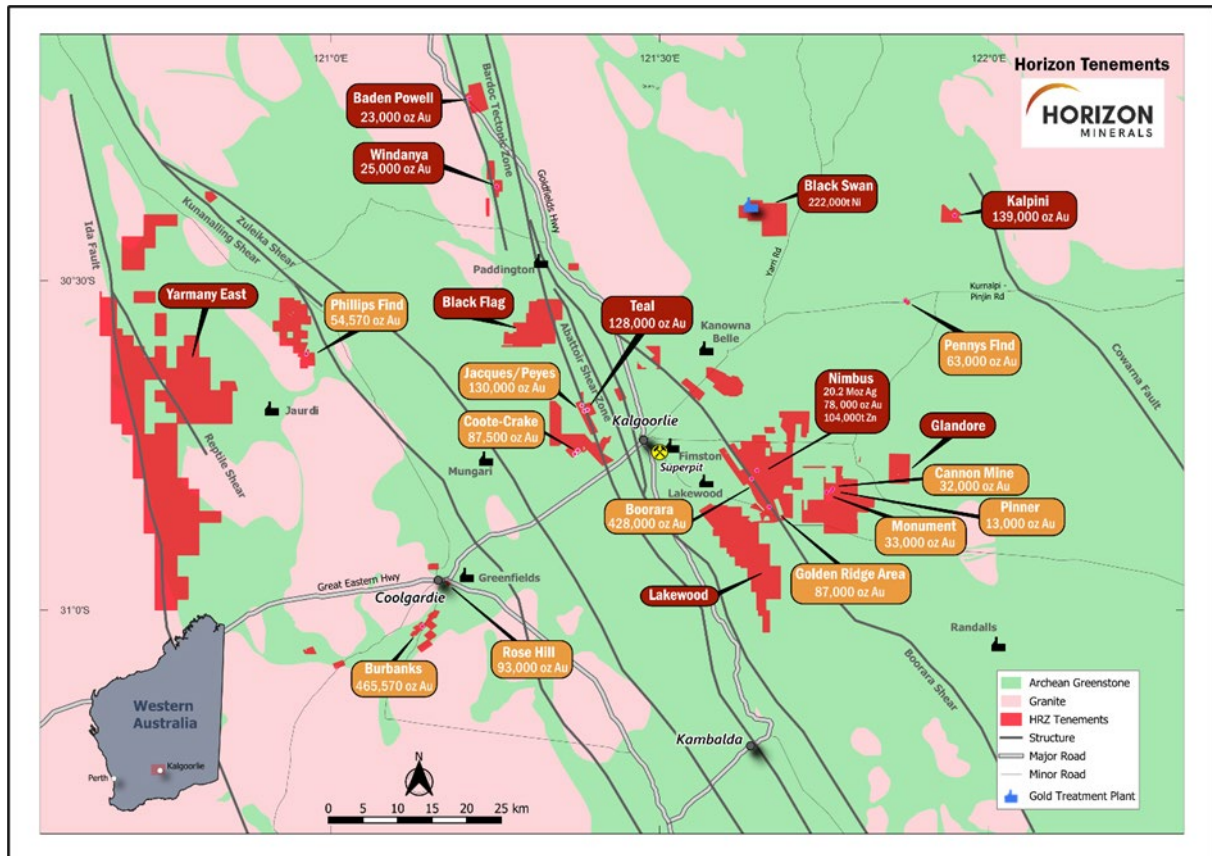 121°0'E
121°30'E
122°0'E
Horizon Tenements
HORIZON
MINERALS
Baden Powell
23,000 oz Au
Bardoc Tectopic Zone
Windanya
25,000 oz Au
Goldfields Hwy
Black Swan
222,000t Ni
Kalpini
139,000 oz Au
Ida Fault
Kunanalling Shear
Zuleika Shear
Yarri Rd
Paddington
30°30'S
Yarmany East
Phillips Find
54,570 oz Au
Black Flag
Teal
128,000 oz Au
Kurnalpi -
Pinjin Rd
Kanowna
Belle
Pennys Find
63,000 oz Au
Abattoir Shear Zone
Cowarna Fault
Jacques/Peyes
130,000 oz Au
Nimbus
20.2 Moz Ag
78,000 oz Au
104,000t Zn
Jaurdi
Coote-Crake
87,500 oz Au
Kalgoorlie
Glandore
Fimston
Superpit
Reptile Shear
Mungari
Lakewood
Cannon Mine
32,000 oz Au
Boorara
428,000 oz Au
Pinner
13,000 oz Au
Monument
33,000 oz Au
Golden Ridge Area
87,000 oz Au
Great Eastern Hwy
Greenfields
Coolgardie
Lakewood
31°0'S
Randalls
Burbanks
465,570 oz Au
Rose Hill
93,000 oz Au
Boorara Shear
Western
Australia
Kalgoorlie
Perth
Kambalda
N
0 5 10 15 20 25 km
Archean Greenstone
Granite
HRZ Tenements
Structure
Major Road
Minor Road
Gold Treatment Plant